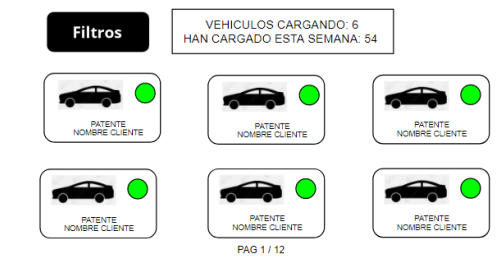 Filtros
VEHICULOS CARGANDO: 6
HAN CARGADO ESTA SEMANA: 54
PATENTE
NOMBRE CLIENTE
PATENTE
NOMBRE CLIENTE
PATENTE
NOMBRE CLIENTE
PATENTE
NOMBRE CLIENTE
PATENTE
NOMBRE CLIENTE
PATENTE
NOMBRE CLIENTE
PAG 1 / 12